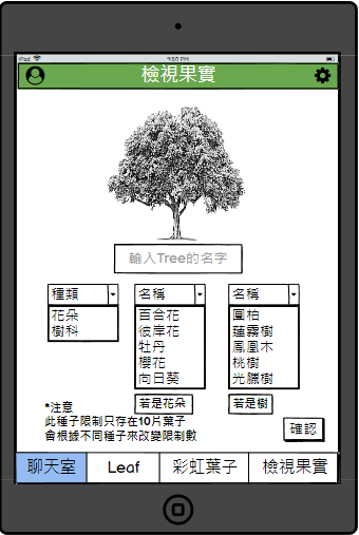 iPad
9:50 PM
檢視果實
輸入Tree的名字
種類
名稱
名稱
花朵
樹科
百合花
彼岸花
牡丹
櫻花
向日葵
圓柏
蓮霧樹
鳳凰木
桃樹
光臘樹
若是花朵
若是樹
*注意
此種子限制只存在10片葉子
會根據不同種子來改變限制數
確認
聊天室
Leaf
彩虹葉子
檢視果實